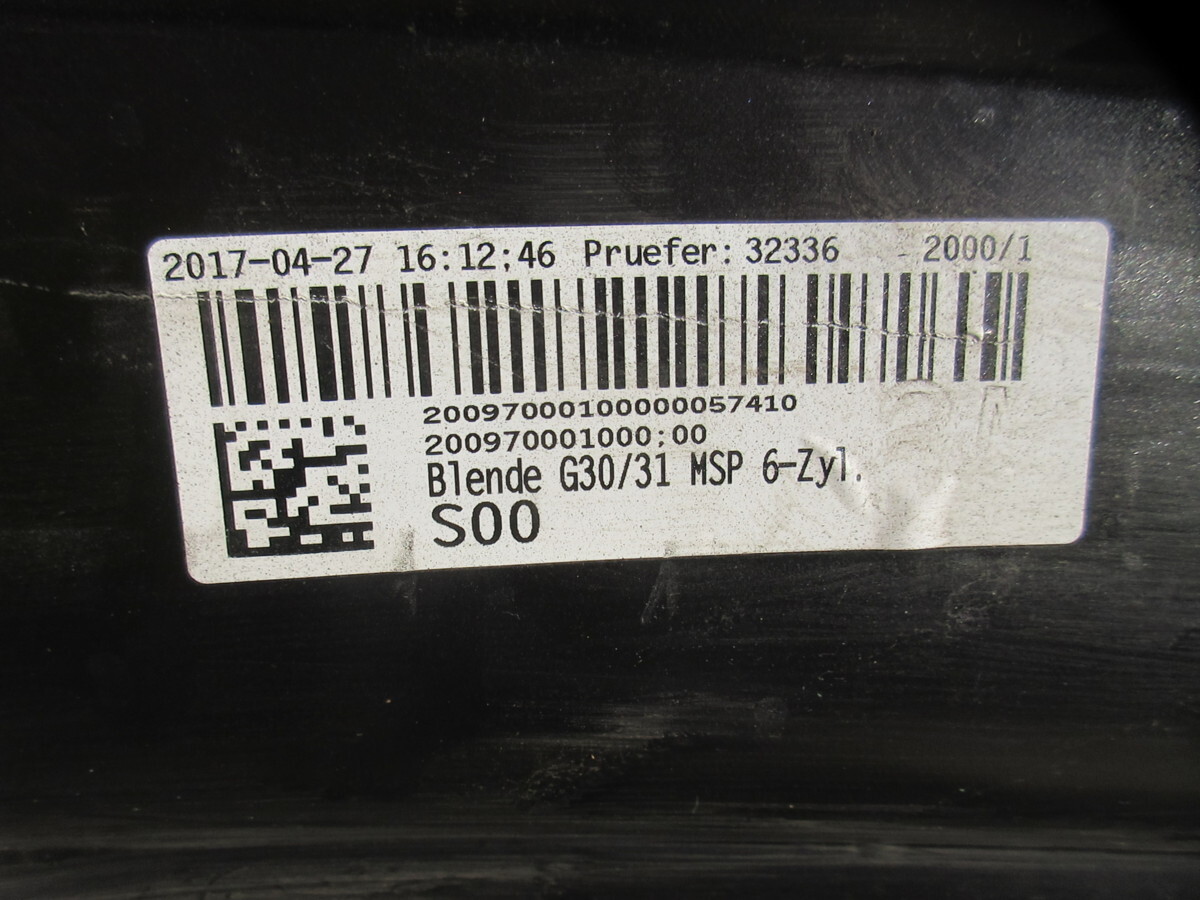 2017-04-27 16:12:46 Pruefer: 32336 2000/1
20097000100000057410
200970001000;00
Blende G30/31 MSP 6-Zyl.
S00